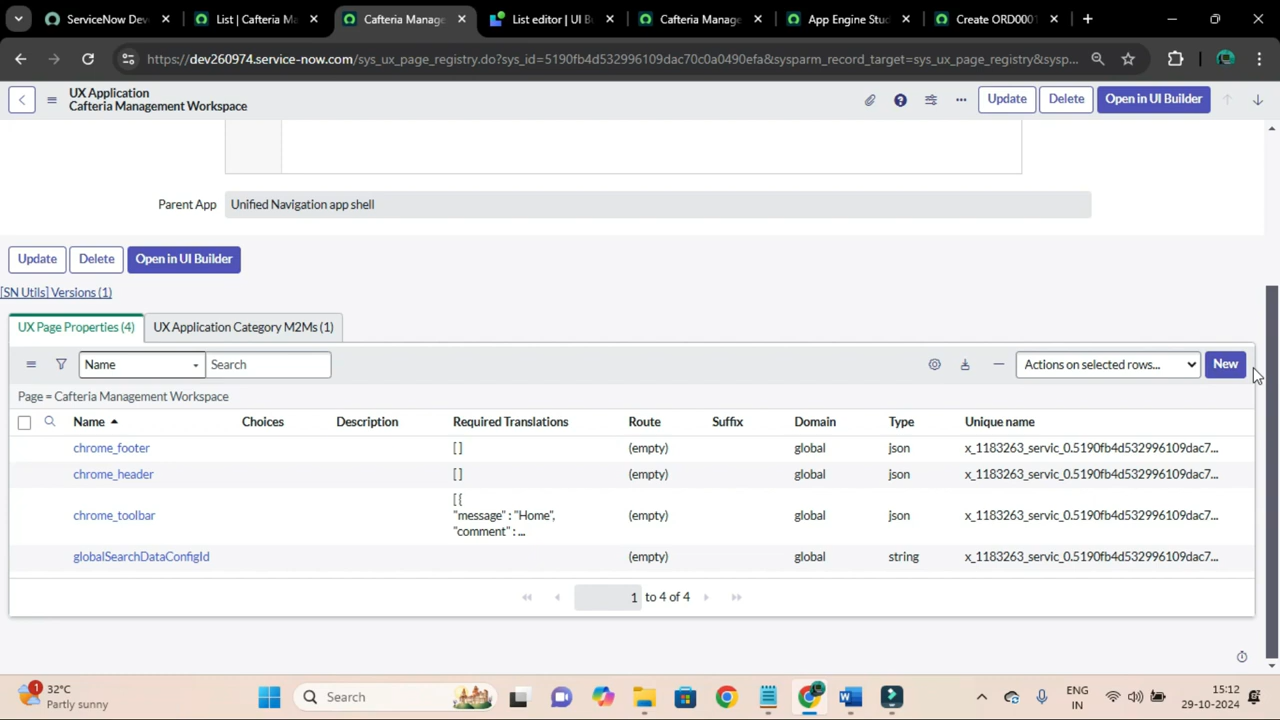 ServiceNow Dev
List | Cafteria Ma
Cafteria Manage
List editor | UI B
Cafteria Manage
App Engine Stu
Create ORD0001
https://dev260974.service-now.com/sys_ux_page_registry.do?sys_id=5190fb4d532996109dac70c0a0490efa&sysparm_record_target=sys_ux_page_registry&sysp...
UX Application
Cafteria Management Workspace
Update
Delete
Open in UI Builder
Parent App
Unified Navigation app shell
Update
Delete
Open in UI Builder
[SN Utils] Versions (1)
UX Page Properties (4)
UX Application Category M2Ms (1)
Name
Search
Actions on selected rows...
New
Page = Cafteria Management Workspace
Name Choices Description Required Translations Route Suffix Domain Type Unique name
chrome_footer [ ] (empty) global json x_1183263_servic_0.5190fb4d532996109dac7...
chrome_header [ ] (empty) global json x_1183263_servic_0.5190fb4d532996109dac7...
[ {
chrome_toolbar "message" : "Home", (empty) global json x_1183263_servic_0.5190fb4d532996109dac7...
"comment" : ...
globalSearchDataConfigId (empty) global string x_1183263_servic_0.5190fb4d532996109dac7...
1 to 4 of 4
1
32°C
Partly sunny
Search
ENG
IN
15:12
29-10-2024